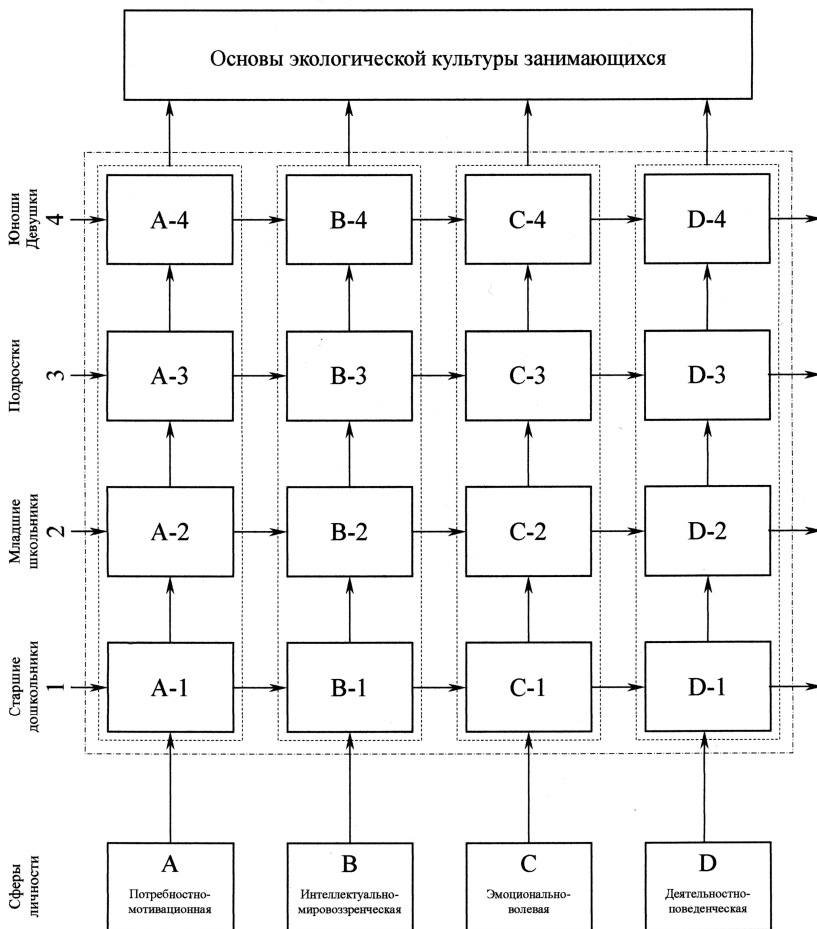 Основы экологической культуры занимающихся
Юноши
Девушки
4
A-4
B-4
C-4
D-4
Подростки
3
A-3
B-3
C-3
D-3
Младшие
школьники
2
A-2
B-2
C-2
D-2
Старшие
дошкольники
1
A-1
B-1
C-1
D-1
Сферы
личности
A
Потребностно-
мотивационная
B
Интеллектуально-
мировоззренческая
C
Эмоционально-
волевая
D
Деятельностно-
поведенческая